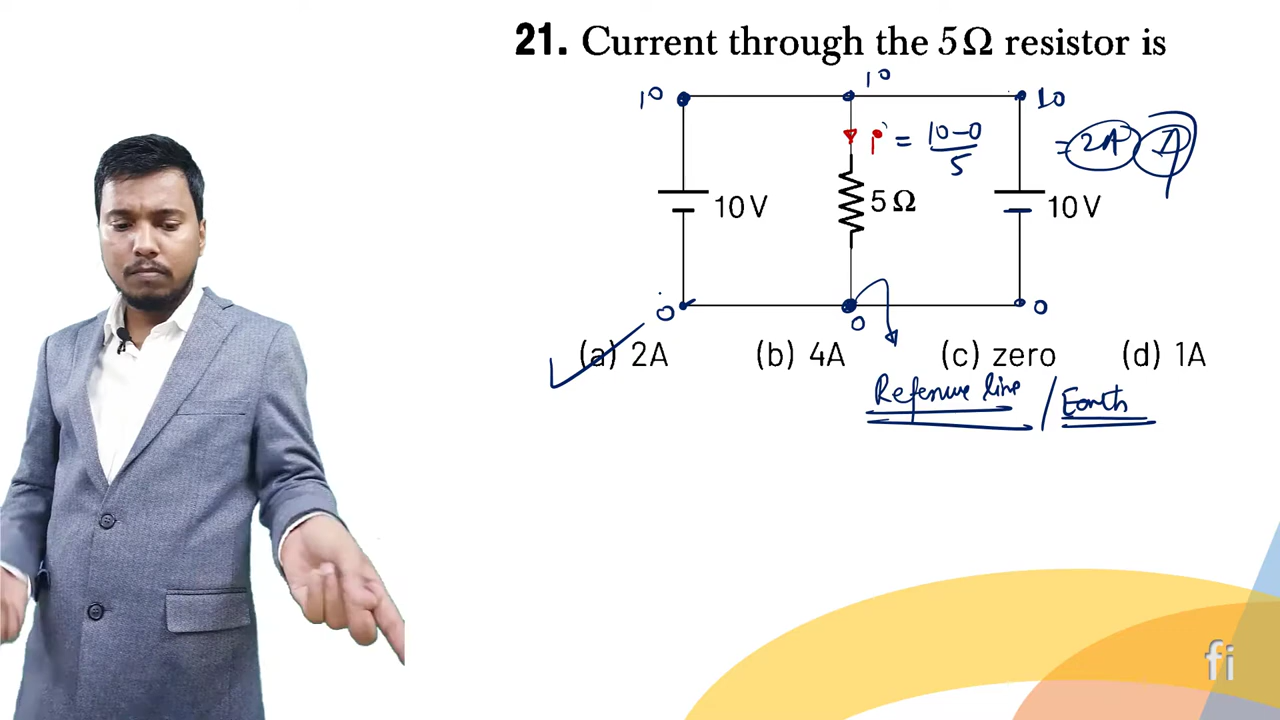 21. Current through the 5Ω resistor is
10
10
10
i = 10-0/5
= 2A
10V
5Ω
10V
0
0
0
(a) 2A (b) 4A (c) zero (d) 1A
Refernce line / Earth
fi